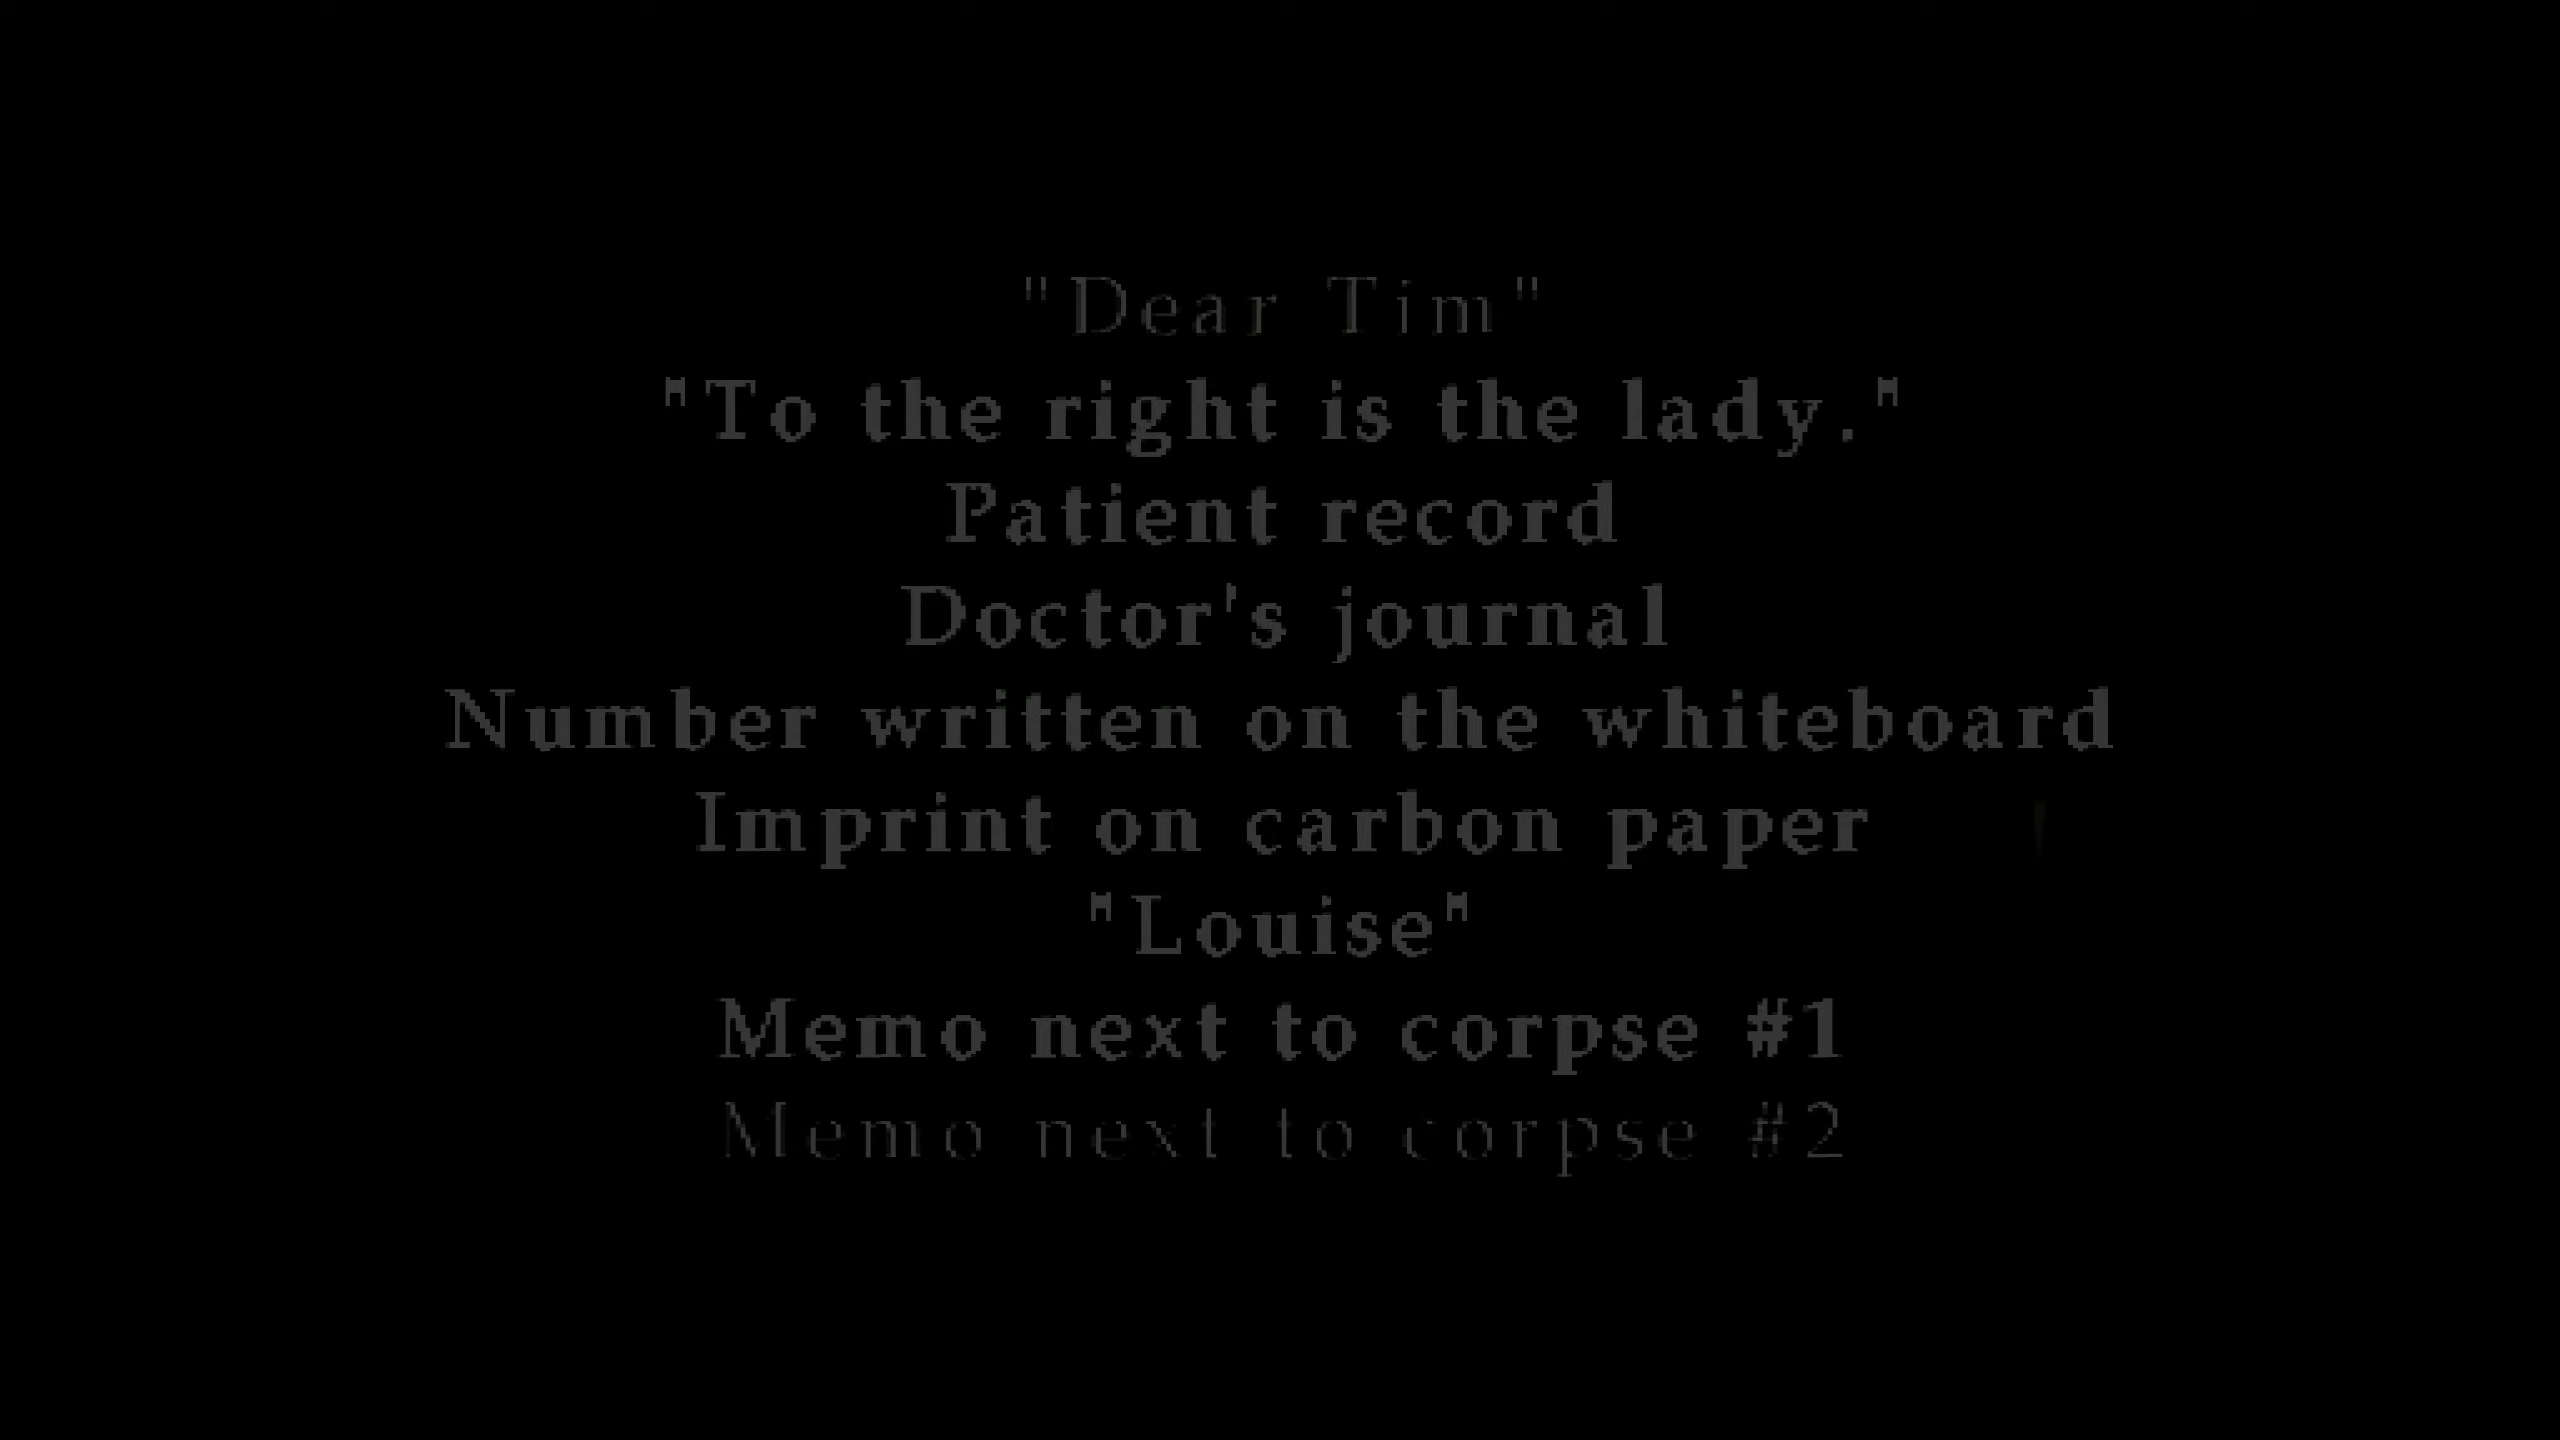 "Dear Tim"
"To the right is the lady."
Patient record
Doctor's journal
Number written on the whiteboard
Imprint on carbon paper
"Louise"
Memo next to corpse #1
Memo next to corpse #2